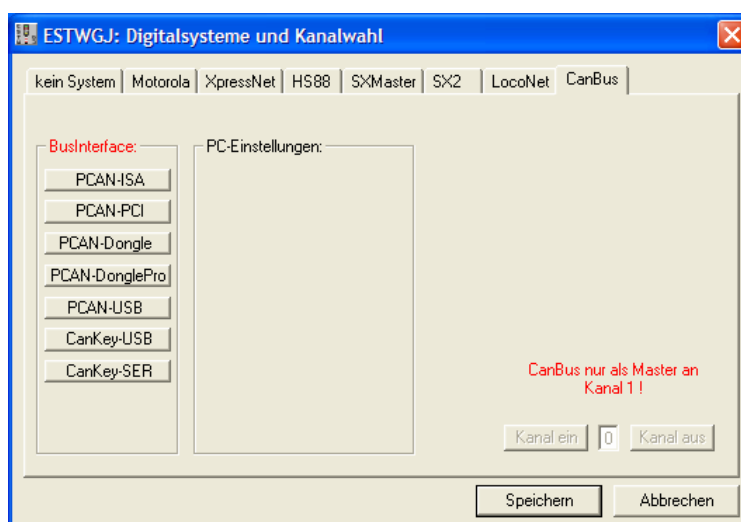 ESTWGJ: Digitalsysteme und Kanalwahl
kein System Motorola XpressNet HS88 SXMaster SX2 LocoNet CanBus
BusInterface: PC-Einstellungen:
PCAN-ISA
PCAN-PCI
PCAN-Dongle
PCAN-DonglePro
PCAN-USB
CanKey-USB
CanKey-SER
CanBus nur als Master an
Kanal 1 !
Kanal ein 0 Kanal aus
Speichern Abbrechen